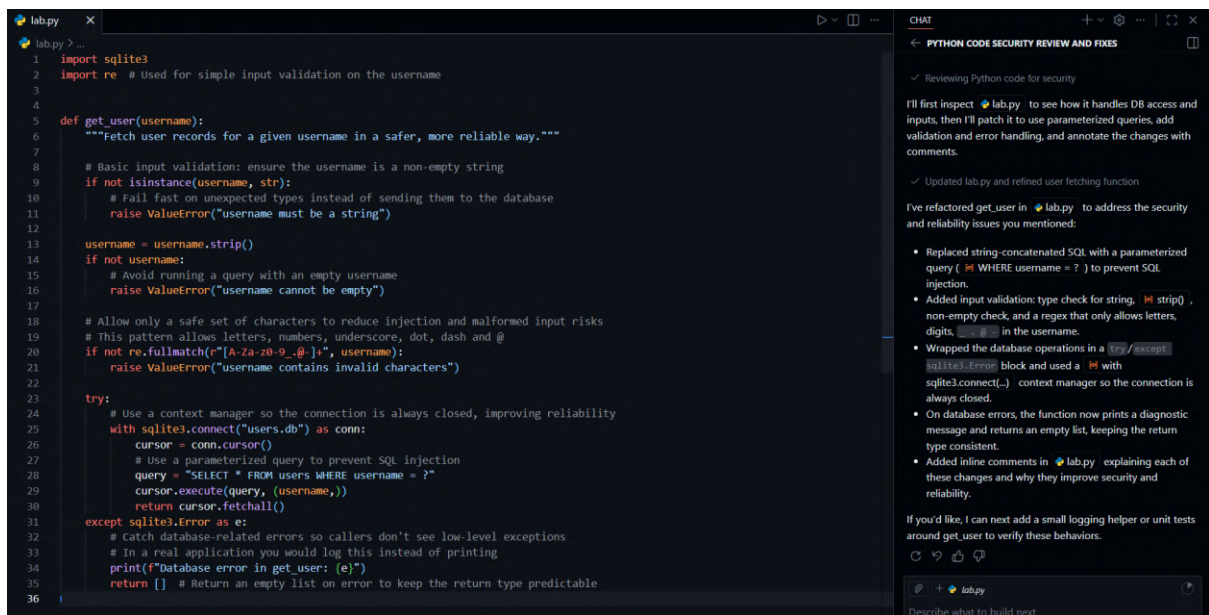 lab.py
lab.py > ...
1 import sqlite3
2 import re # Used for simple input validation on the username
3
4
5 def get_user(username):
6 """Fetch user records for a given username in a safer, more reliable way."""
7
8 # Basic input validation: ensure the username is a non-empty string
9 if not isinstance(username, str):
10 # Fail fast on unexpected types instead of sending them to the database
11 raise ValueError("username must be a string")
12
13 username = username.strip()
14 if not username:
15 # Avoid running a query with an empty username
16 raise ValueError("username cannot be empty")
17
18 # Allow only a safe set of characters to reduce injection and malformed input risks
19 # This pattern allows letters, numbers, underscore, dot, dash and @
20 if not re.fullmatch(r"[A-Za-z0-9_.@-]+", username):
21 raise ValueError("username contains invalid characters")
22
23 try:
24 # Use a context manager so the connection is always closed, improving reliability
25 with sqlite3.connect("users.db") as conn:
26 cursor = conn.cursor()
27 # Use a parameterized query to prevent SQL injection
28 query = "SELECT * FROM users WHERE username = ?"
29 cursor.execute(query, (username,))
30 return cursor.fetchall()
31 except sqlite3.Error as e:
32 # Catch database-related errors so callers don't see low-level exceptions
33 # In a real application you would log this instead of printing
34 print(f"Database error in get_user: {e}")
35 return [] # Return an empty list on error to keep the return type predictable
36
CHAT
PYTHON CODE SECURITY REVIEW AND FIXES
Reviewing Python code for security
I'll first inspect lab.py to see how it handles DB access and
inputs, then I'll patch it to use parameterized queries, add
validation and error handling, and annotate the changes with
comments.
Updated lab.py and refined user fetching function
I've refactored get_user in lab.py to address the security
and reliability issues you mentioned:
• Replaced string-concatenated SQL with a parameterized
query ( WHERE username = ? ) to prevent SQL
injection.
• Added input validation: type check for string, strip() ,
non-empty check, and a regex that only allows letters,
digits, _ . @ - in the username.
• Wrapped the database operations in a try/except
sqlite3.Error block and used a with
sqlite3.connect(…) context manager so the connection is
always closed.
• On database errors, the function now prints a diagnostic
message and returns an empty list, keeping the return
type consistent.
• Added inline comments in lab.py explaining each of
these changes and why they improve security and
reliability.
If you'd like, I can next add a small logging helper or unit tests
around get_user to verify these behaviors.
lab.py
Describe what to build next